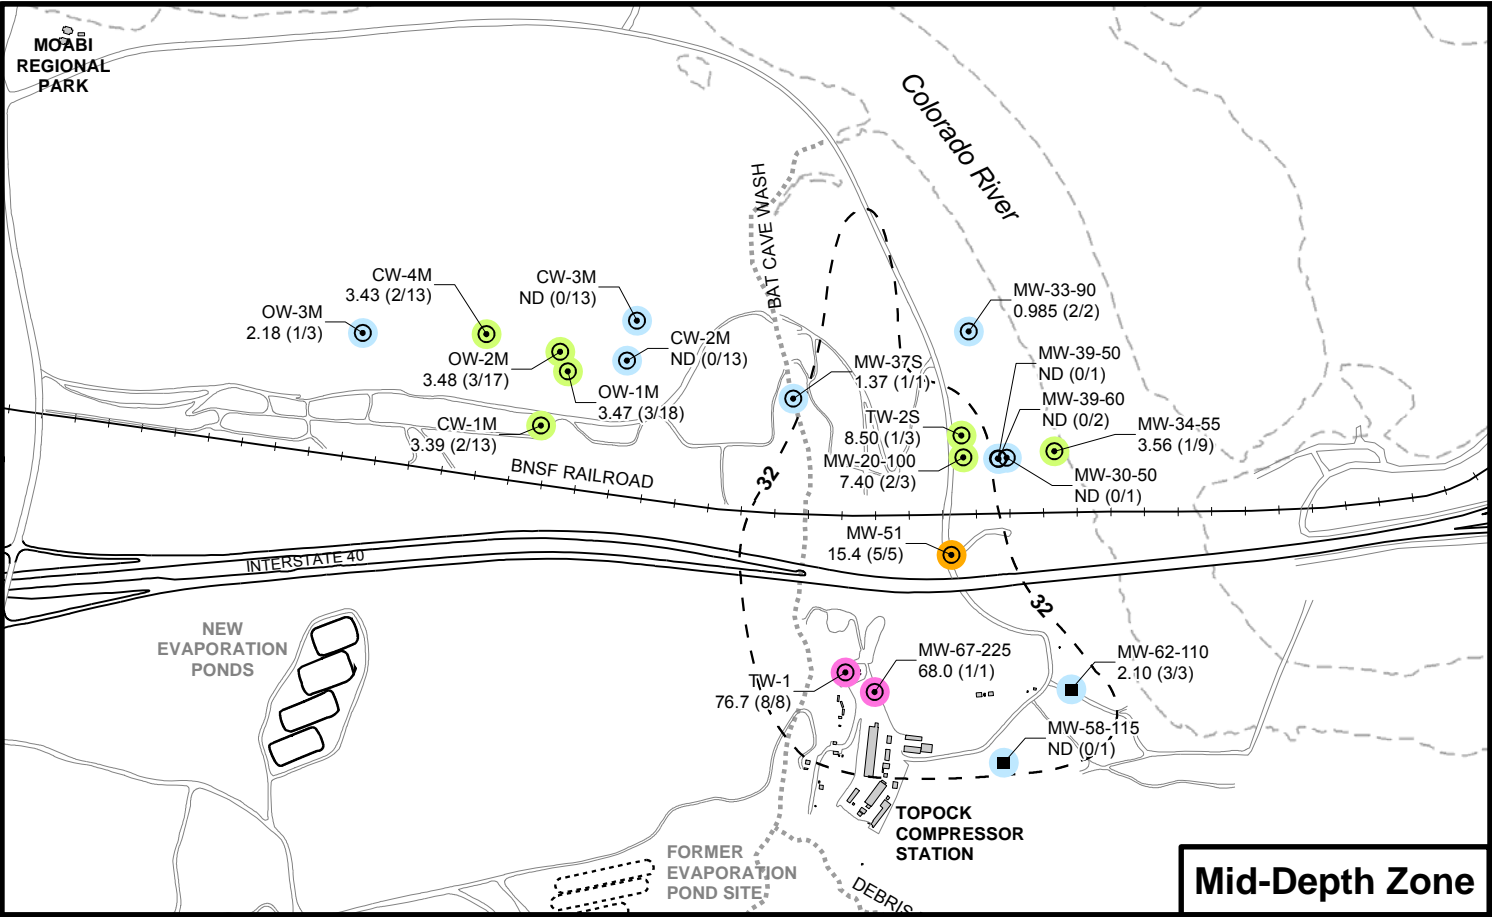 MOABI
REGIONAL
PARK
Colorado River
BAT CAVE WASH
CW-4M
3.43 (2/13)
CW-3M
ND (0/13)
OW-3M
2.18 (1/3)
MW-33-90
0.985 (2/2)
CW-2M
ND (0/13)
OW-2M
3.48 (3/17)
MW-37S
1.37 (1/1)
MW-39-50
ND (0/1)
OW-1M
3.47 (3/18)
MW-39-60
ND (0/2)
CW-1M
3.39 (2/13)
TW-2S
8.50 (1/3)
MW-34-55
3.56 (1/9)
MW-20-100
7.40 (2/3)
MW-30-50
ND (0/1)
BNSF RAILROAD
32
MW-51
15.4 (5/5)
INTERSTATE 40
32
NEW
EVAPORATION
PONDS
MW-67-225
68.0 (1/1)
MW-62-110
2.10 (3/3)
TW-1
76.7 (8/8)
MW-58-115
ND (0/1)
TOPOCK
COMPRESSOR
STATION
FORMER
EVAPORATION
POND SITE
DEBRIS
Mid-Depth Zone